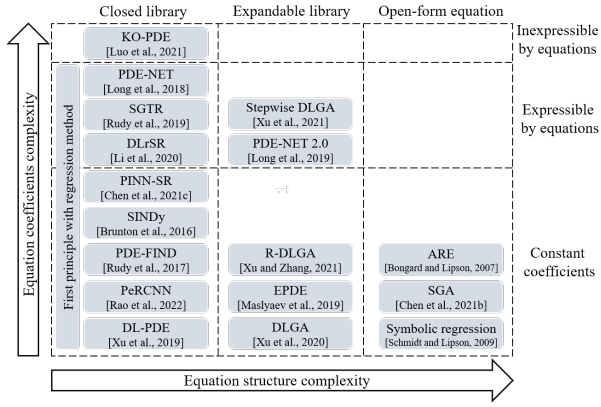 Closed library
Expandable library
Open-form equation
Equation coefficients complexity
First principle with regression method
KO-PDE
[Luo et al., 2021]
Inexpressible
by equations
PDE-NET
[Long et al., 2018]
SGTR
[Rudy et al., 2019]
Stepwise DLGA
[Xu et al., 2021]
DLrSR
[Li et al., 2020]
PDE-NET 2.0
[Long et al., 2019]
Expressible
by equations
PINN-SR
[Chen et al., 2021c]
SINDy
[Brunton et al., 2016]
PDE-FIND
[Rudy et al., 2017]
R-DLGA
[Xu and Zhang, 2021]
ARE
[Bongard and Lipson, 2007]
PeRCNN
[Rao et al., 2022]
EPDE
[Maslyaev et al., 2019]
SGA
[Chen et al., 2021b]
DL-PDE
[Xu et al., 2019]
DLGA
[Xu et al., 2020]
Symbolic regression
[Schmidt and Lipson, 2009]
Constant
coefficients
Equation structure complexity